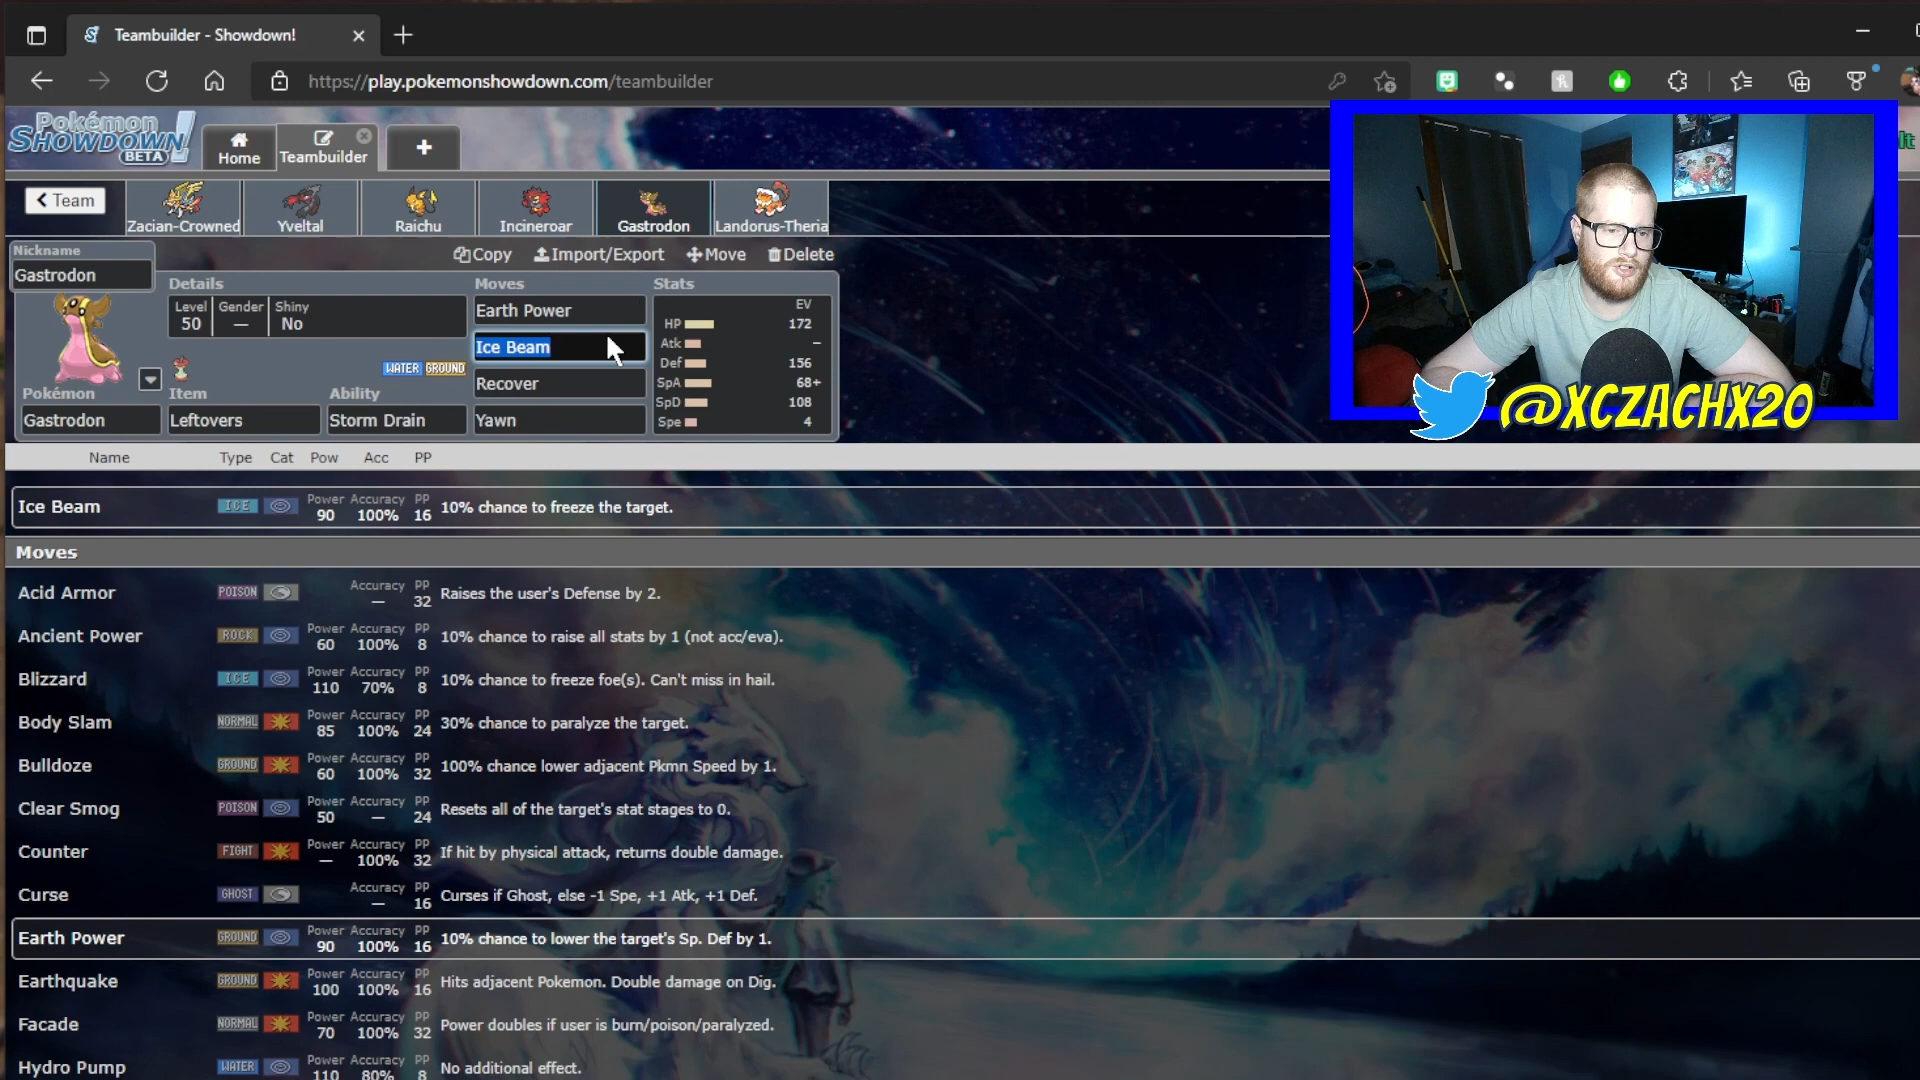 Teambuilder - Showdown!
https://play.pokemonshowdown.com/teambuilder
Pokémon
SHOWDOWN!
BETA
Home
Teambuilder
Team
Zacian-Crowned
Yveltal
Raichu
Incineroar
Gastrodon
Landorus-Theria
Nickname
Gastrodon
Copy
Import/Export
Move
Delete
Details
Moves
Stats
Level Gender Shiny
50 — No
Earth Power
Ice Beam
Recover
Yawn
EV
HP 172
Atk –
Def 156
SpA 68+
SpD 108
Spe 4
WATER GROUND
Pokémon Item Ability
Gastrodon Leftovers Storm Drain
@XCZACHX20
Name Type Cat Pow Acc PP
Ice Beam ICE Power 90 Accuracy 100% PP 16 10% chance to freeze the target.
Moves
Acid Armor POISON Accuracy — PP 32 Raises the user's Defense by 2.
Ancient Power ROCK Power 60 Accuracy 100% PP 8 10% chance to raise all stats by 1 (not acc/eva).
Blizzard ICE Power 110 Accuracy 70% PP 8 10% chance to freeze foe(s). Can't miss in hail.
Body Slam NORMAL Power 85 Accuracy 100% PP 24 30% chance to paralyze the target.
Bulldoze GROUND Power 60 Accuracy 100% PP 32 100% chance lower adjacent Pkmn Speed by 1.
Clear Smog POISON Power 50 Accuracy — PP 24 Resets all of the target's stat stages to 0.
Counter FIGHT Power — Accuracy 100% PP 32 If hit by physical attack, returns double damage.
Curse GHOST Accuracy — PP 16 Curses if Ghost, else -1 Spe, +1 Atk, +1 Def.
Earth Power GROUND Power 90 Accuracy 100% PP 16 10% chance to lower the target's Sp. Def by 1.
Earthquake GROUND Power 100 Accuracy 100% PP 16 Hits adjacent Pokemon. Double damage on Dig.
Facade NORMAL Power 70 Accuracy 100% PP 32 Power doubles if user is burn/poison/paralyzed.
Hydro Pump WATER Power 110 Accuracy 80% PP 8 No additional effect.